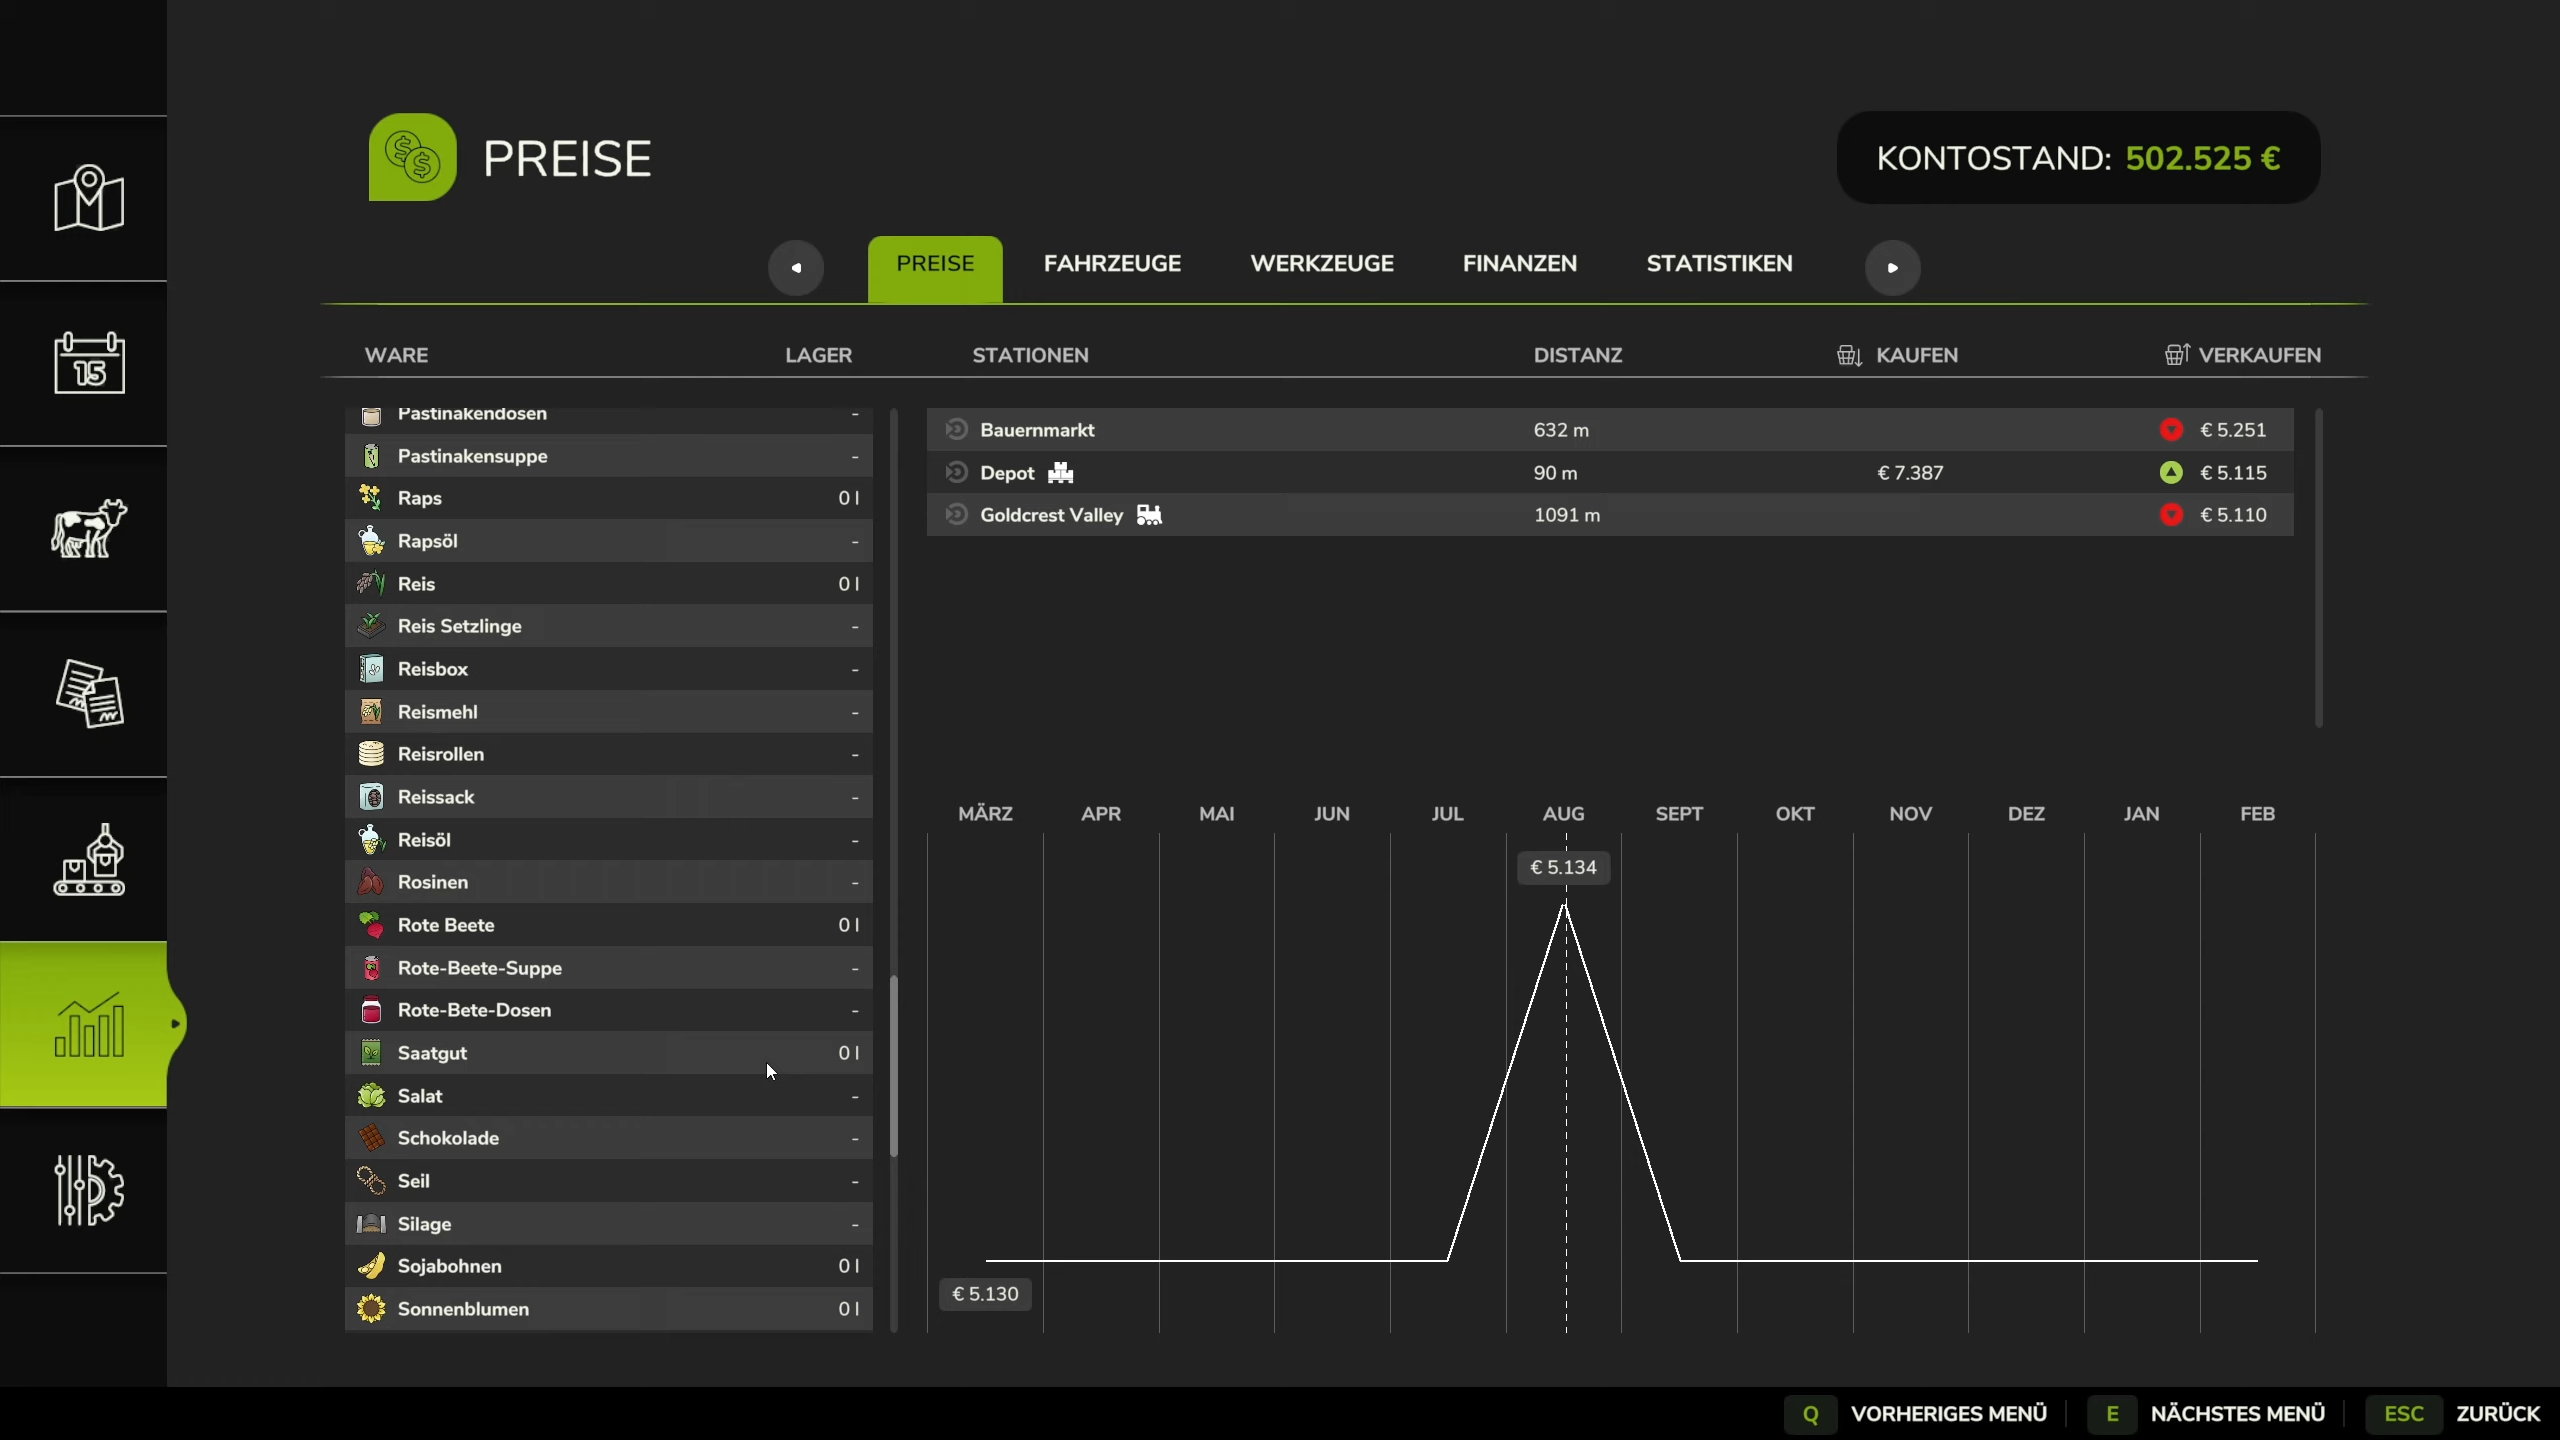 PREISE
KONTOSTAND: 502.525 €
PREISE FAHRZEUGE WERKZEUGE FINANZEN STATISTIKEN
WARE LAGER STATIONEN DISTANZ KAUFEN VERKAUFEN
15
Pastinakendosen -
Pastinakensuppe -
Raps 0 l
Rapsöl -
Reis 0 l
Reis Setzlinge -
Reisbox -
Reismehl -
Reisrollen -
Reissack -
Reisöl -
Rosinen -
Rote Beete 0 l
Rote-Beete-Suppe -
Rote-Bete-Dosen -
Saatgut 0 l
Salat -
Schokolade -
Seil -
Silage -
Sojabohnen 0 l
Sonnenblumen 0 l
Bauernmarkt 632 m € 5.251
Depot 90 m € 7.387 € 5.115
Goldcrest Valley 1091 m € 5.110
MÄRZ APR MAI JUN JUL AUG SEPT OKT NOV DEZ JAN FEB
€ 5.134
€ 5.130
Q VORHERIGES MENÜ E NÄCHSTES MENÜ ESC ZURÜCK